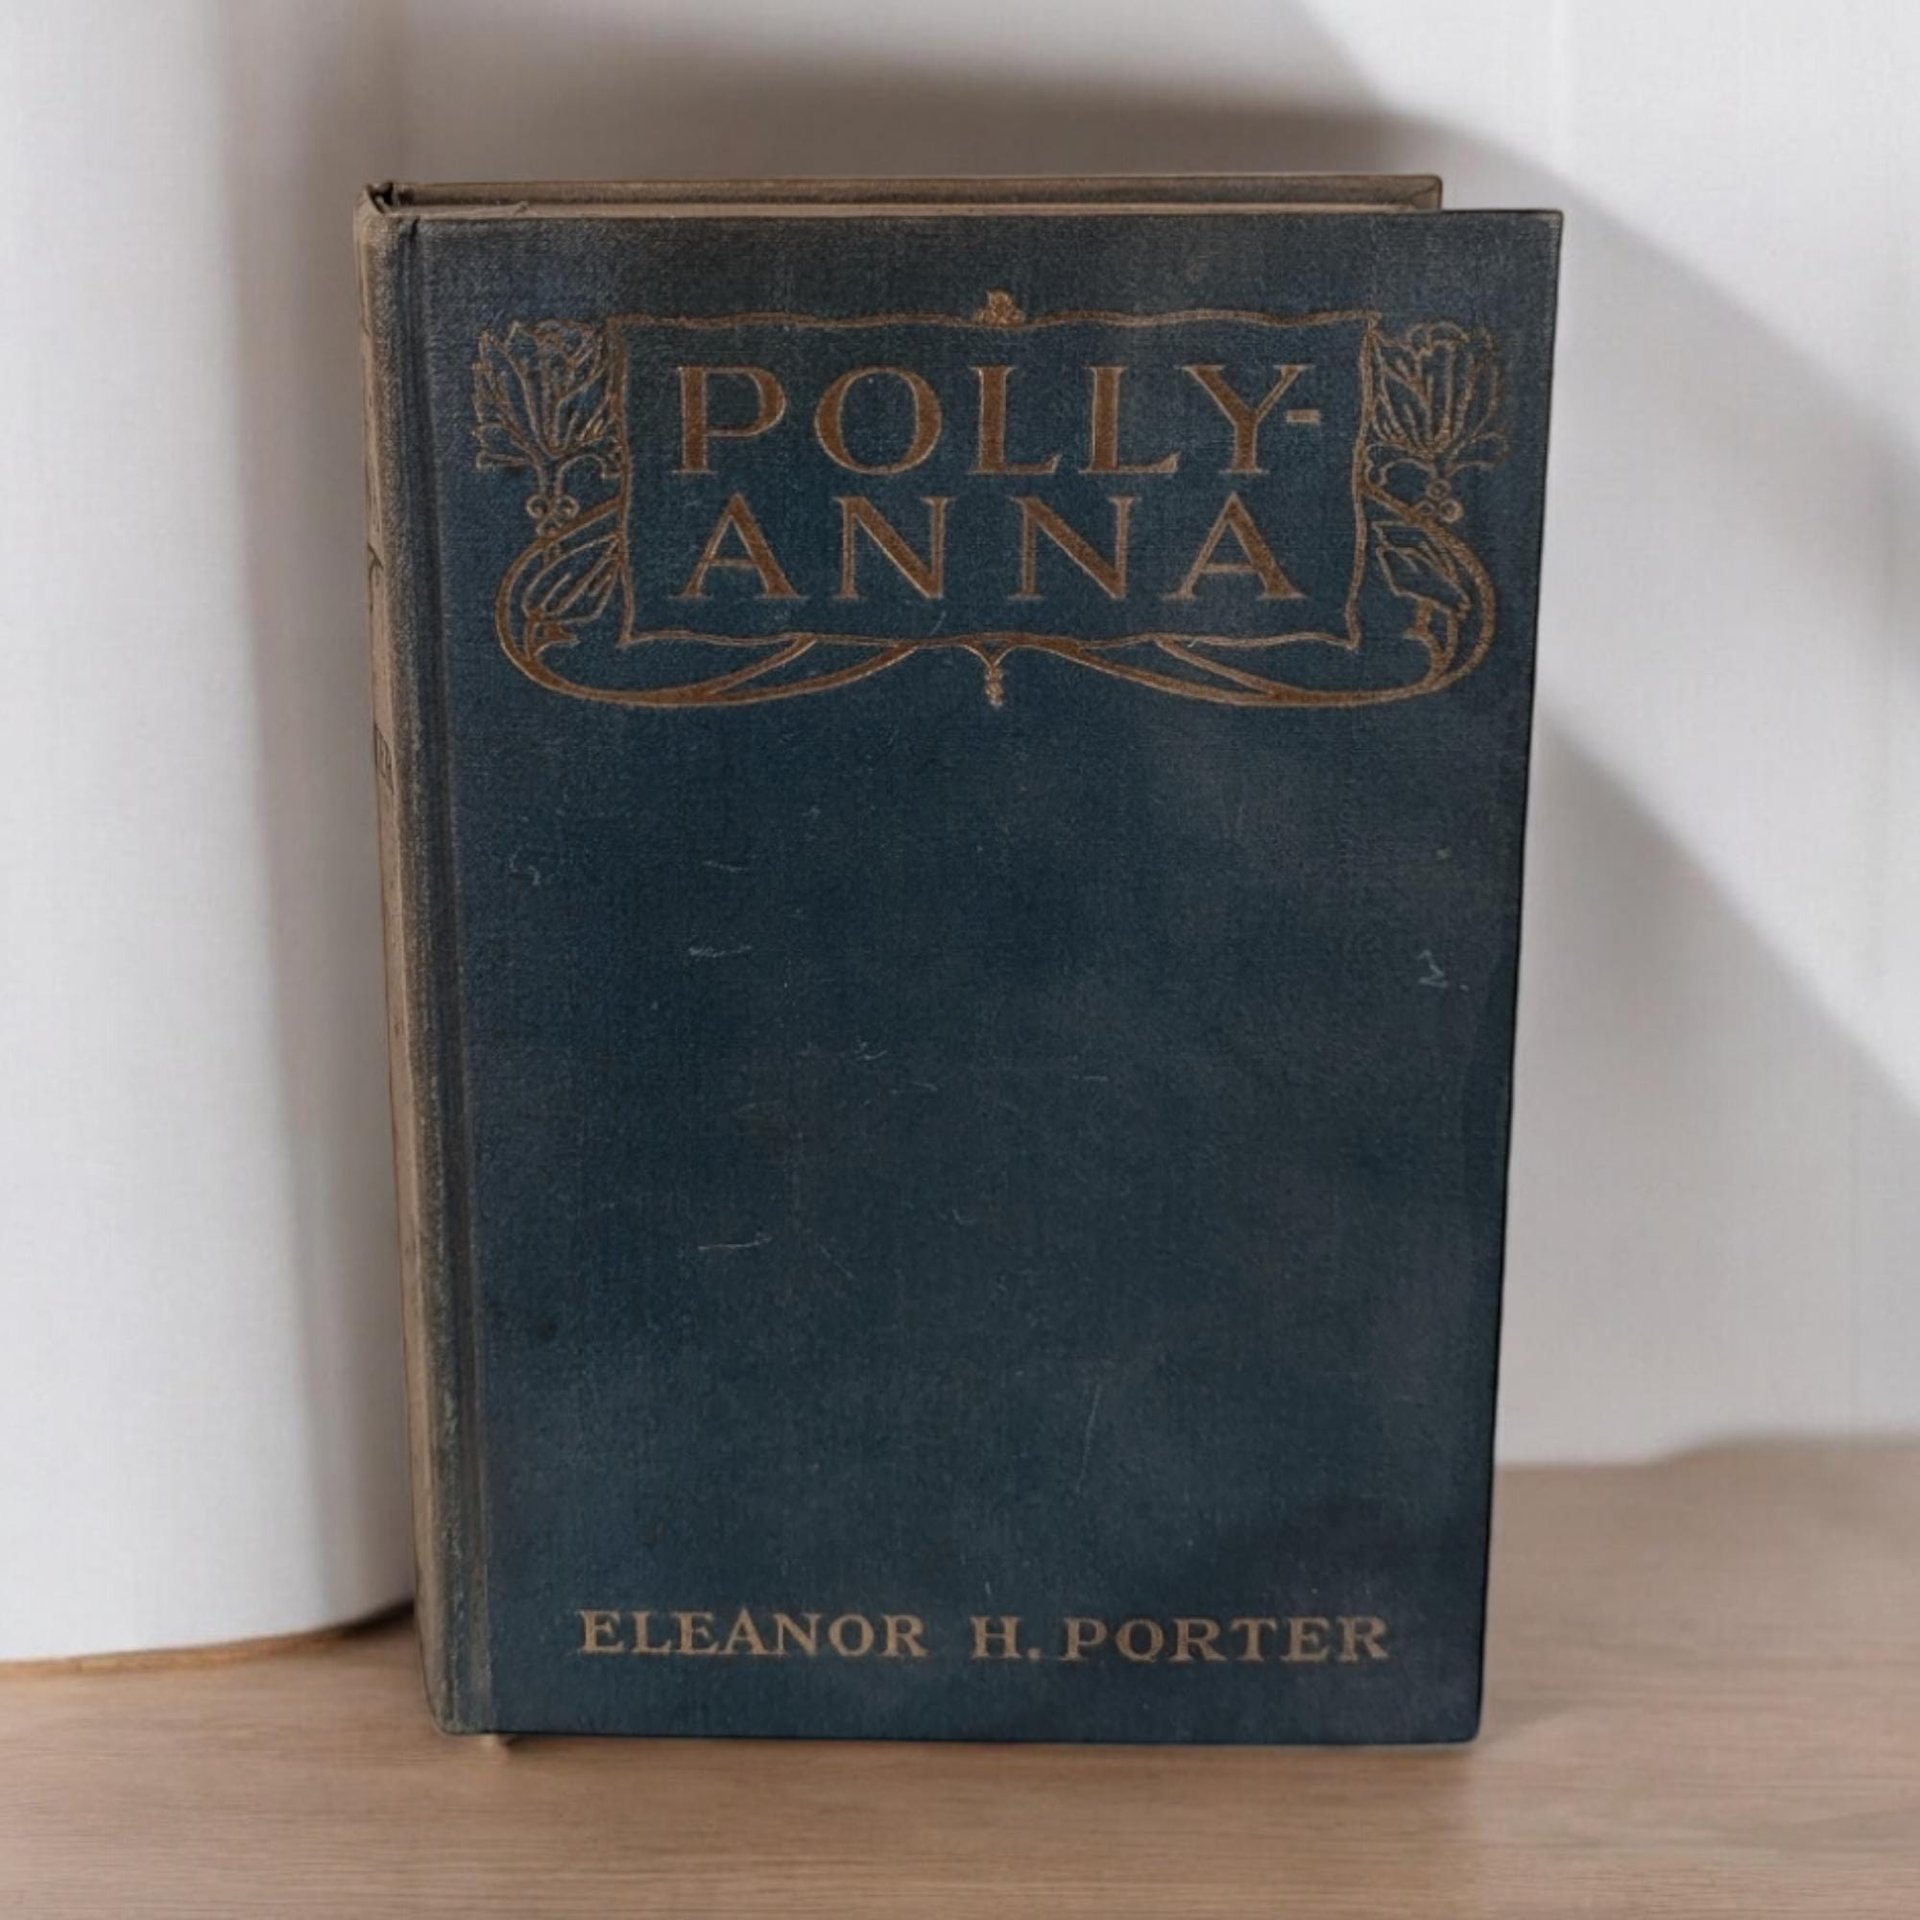 POLLY-
ANNA
ELEANOR H. PORTER